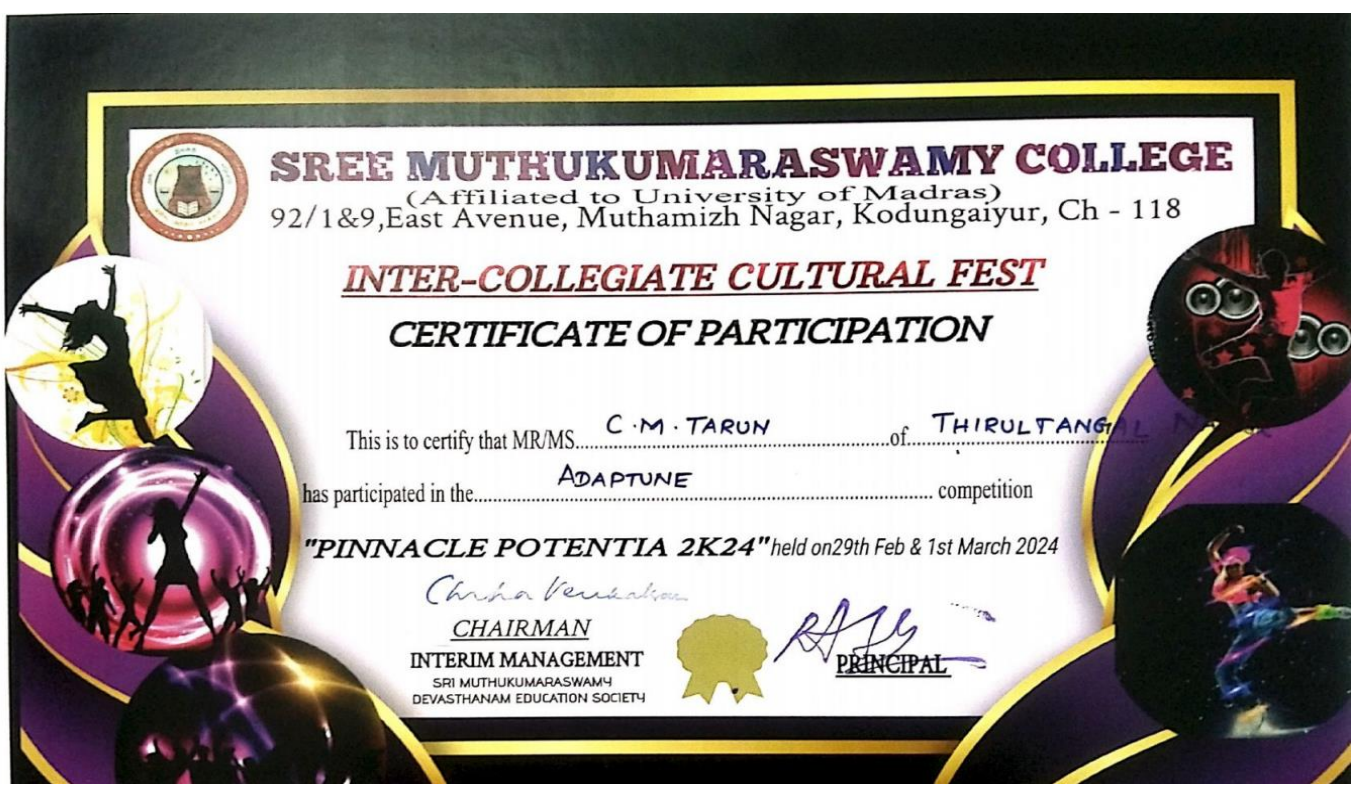 SREE MUTHUKUMARASWAMY COLLEGE
(Affiliated to University of Madras)
92/1&9,East Avenue, Muthamizh Nagar, Kodungaiyur, Ch - 118
INTER-COLLEGIATE CULTURAL FEST
CERTIFICATE OF PARTICIPATION
This is to certify that MR/MS. C.M.TARUN of THIRULTANGAL
has participated in the ADAPTUNE competition
"PINNACLE POTENTIA 2K24" held on29th Feb & 1st March 2024
CHAIRMAN
INTERIM MANAGEMENT
SRI MUTHUKUMARASWAMY
DEVASTHANAM EDUCATION SOCIETY
PRINCIPAL